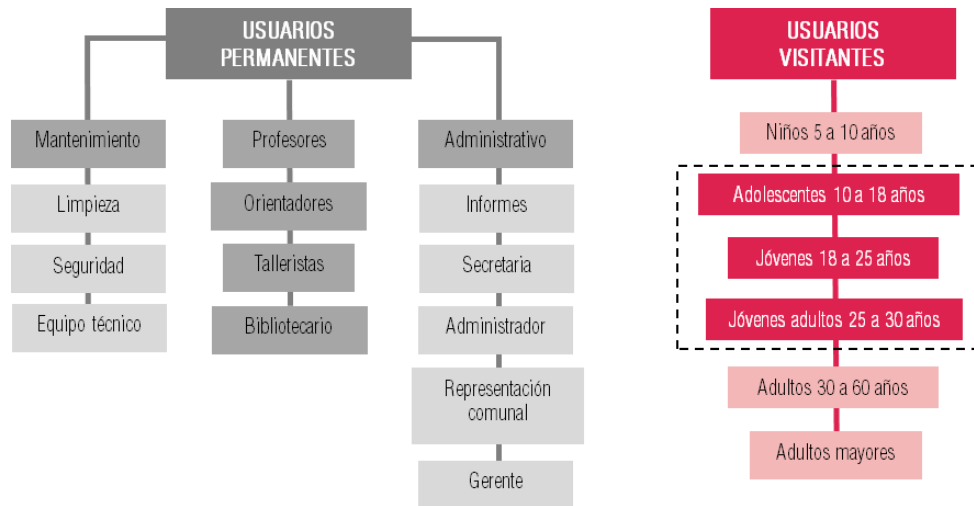 USUARIOS
PERMANENTES
Mantenimiento
Limpieza
Seguridad
Equipo técnico
Profesores
Orientadores
Talleristas
Bibliotecario
Administrativo
Informes
Secretaria
Administrador
Representación
comunal
Gerente
USUARIOS
VISITANTES
Niños 5 a 10 años
Adolescentes 10 a 18 años
Jóvenes 18 a 25 años
Jóvenes adultos 25 a 30 años
Adultos 30 a 60 años
Adultos mayores